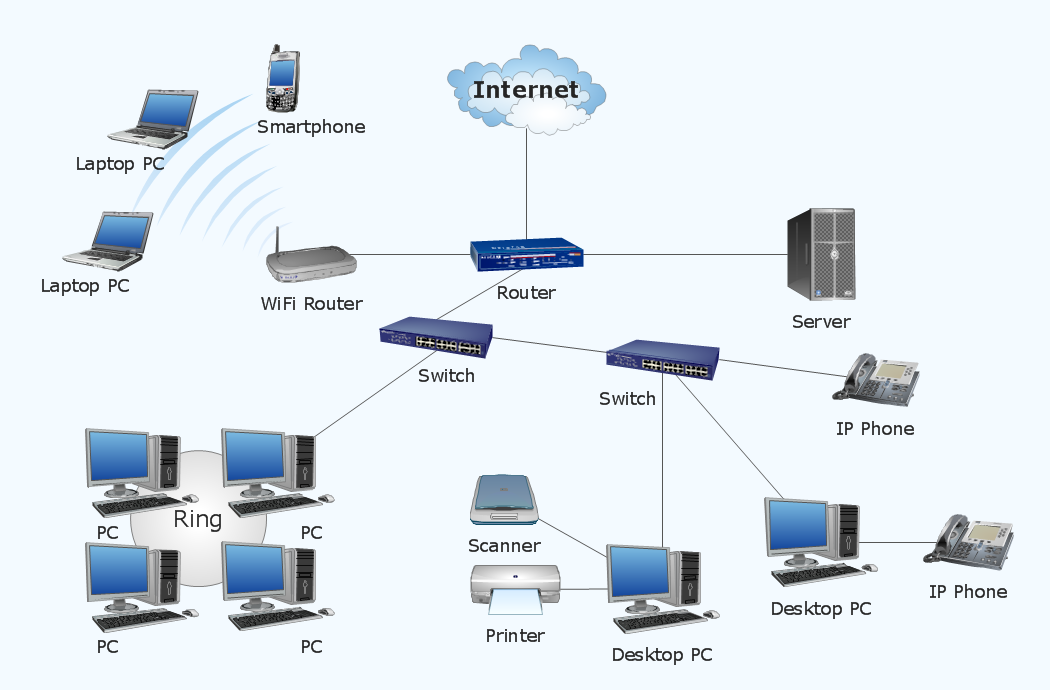 Internet
Smartphone
Laptop PC
Laptop PC
WiFi Router
Router
Server
Switch
Switch
IP Phone
Ring
PC
PC
PC
PC
Scanner
Printer
Desktop PC
Desktop PC
IP Phone